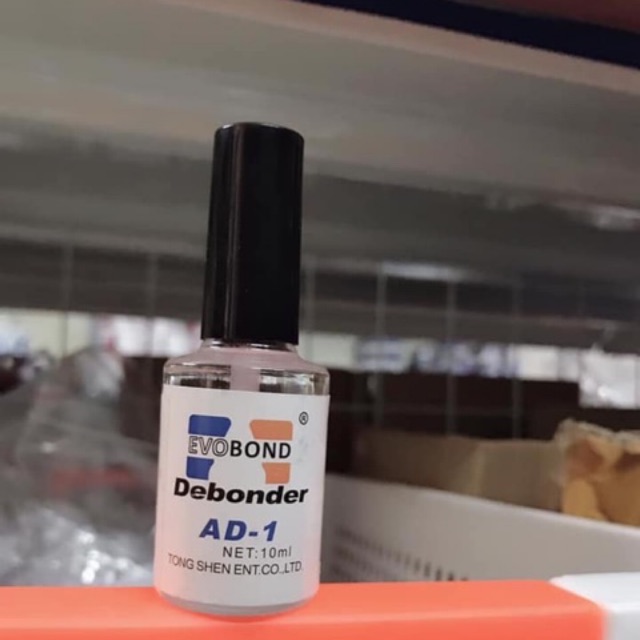 ®
EVOBOND
Debonder
AD-1
NET:10ml
TONG SHEN ENT.CO.,LTD.